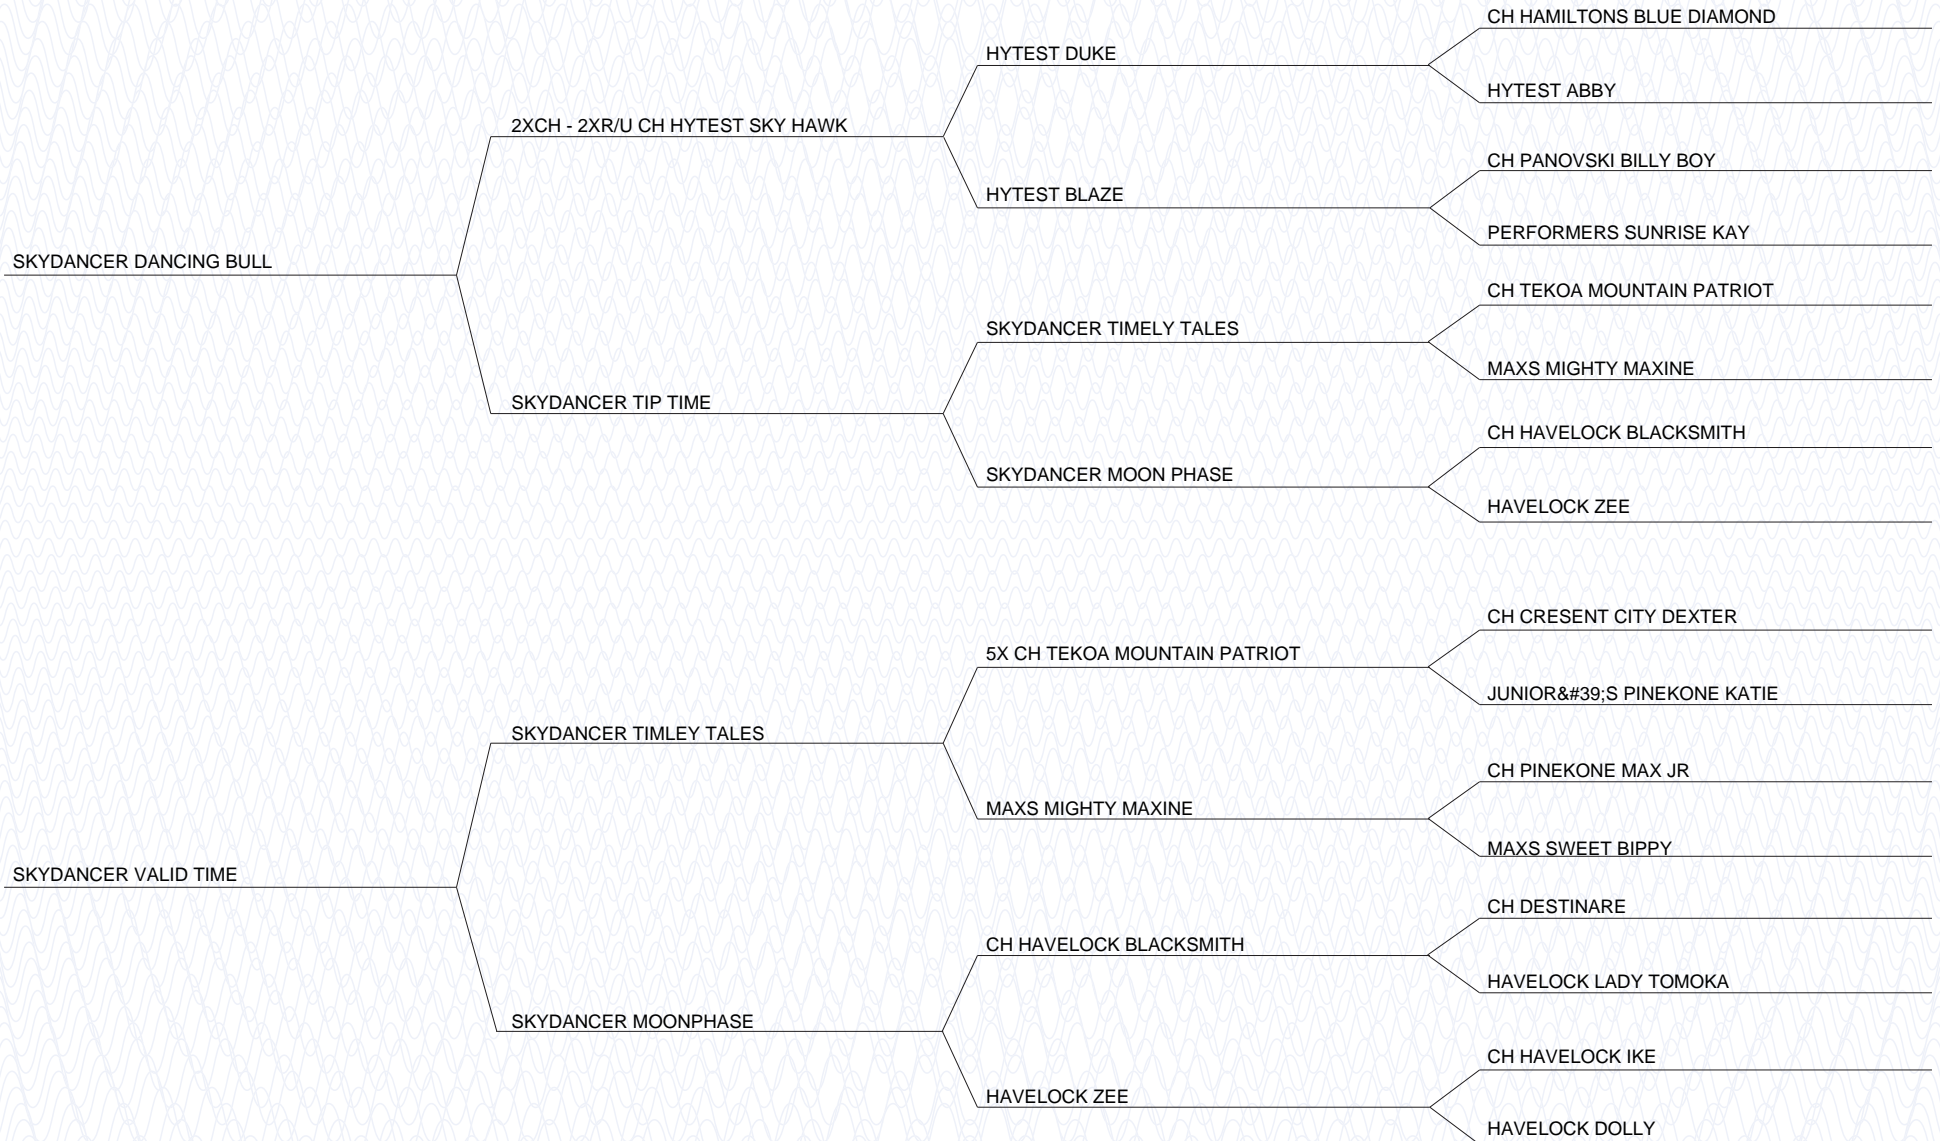 CH HAMILTONS BLUE DIAMOND
HYTEST DUKE
HYTEST ABBY
2XCH - 2XR/U CH HYTEST SKY HAWK
CH PANOVSKI BILLY BOY
HYTEST BLAZE
PERFORMERS SUNRISE KAY
SKYDANCER DANCING BULL
CH TEKOA MOUNTAIN PATRIOT
SKYDANCER TIMELY TALES
MAXS MIGHTY MAXINE
SKYDANCER TIP TIME
CH HAVELOCK BLACKSMITH
SKYDANCER MOON PHASE
HAVELOCK ZEE
CH CRESENT CITY DEXTER
5X CH TEKOA MOUNTAIN PATRIOT
JUNIOR&#39;S PINEKONE KATIE
SKYDANCER TIMLEY TALES
CH PINEKONE MAX JR
MAXS MIGHTY MAXINE
MAXS SWEET BIPPY
SKYDANCER VALID TIME
CH DESTINARE
CH HAVELOCK BLACKSMITH
HAVELOCK LADY TOMOKA
SKYDANCER MOONPHASE
CH HAVELOCK IKE
HAVELOCK ZEE
HAVELOCK DOLLY